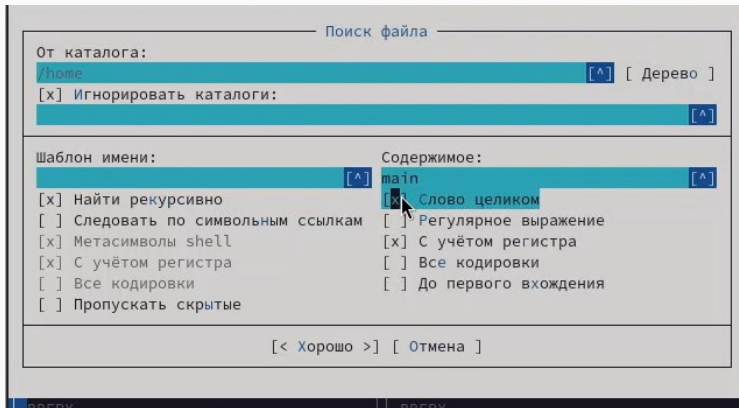 Поиск файла
От каталога:
/home [^] [ Дерево ]
[x] Игнорировать каталоги:
[^]
Шаблон имени:
[^]
[x] Найти рекурсивно
[ ] Следовать по символьным ссылкам
[x] Метасимволы shell
[x] С учётом регистра
[ ] Все кодировки
[ ] Пропускать скрытые
Содержимое:
main [^]
[x] Слово целиком
[ ] Регулярное выражение
[x] С учётом регистра
[ ] Все кодировки
[ ] До первого вхождения
[< Хорошо >] [ Отмена ]